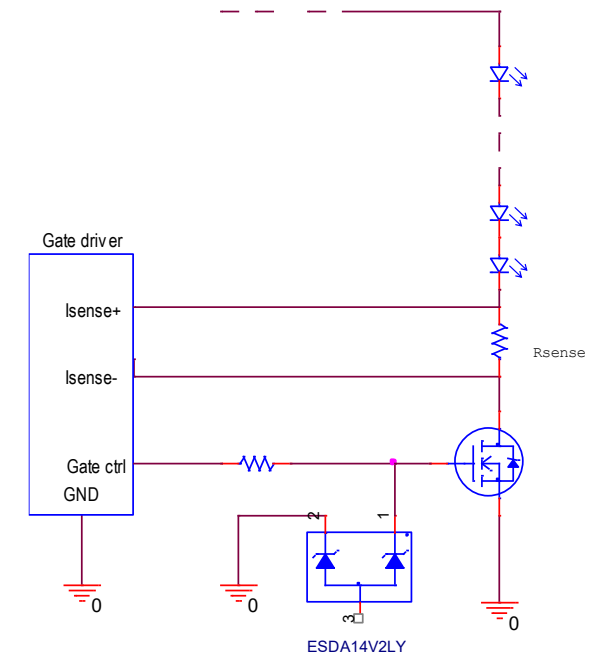 Gate driver
Isense+
Rsense
Isense-
Gate ctrl
GND
2
1
0
0
0
3
ESDA14V2LY